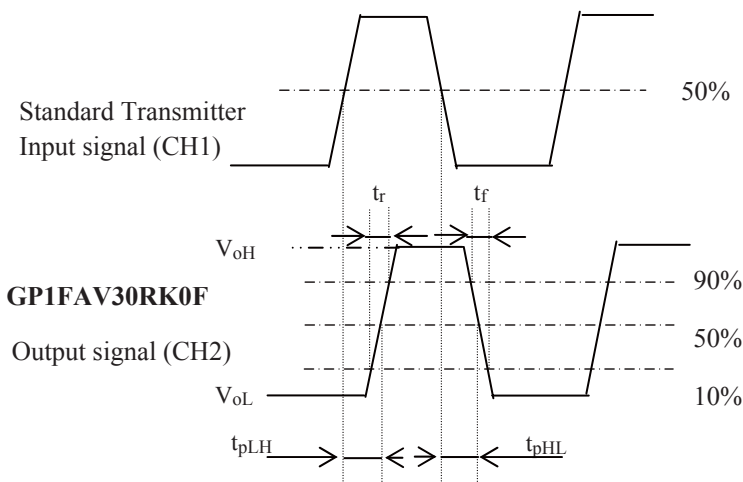 50%
Standard Transmitter
Input signal (CH1)
tr tf
VoH
90%
GP1FAV30RK0F
50%
Output signal (CH2)
VoL 10%
tpLH tpHL